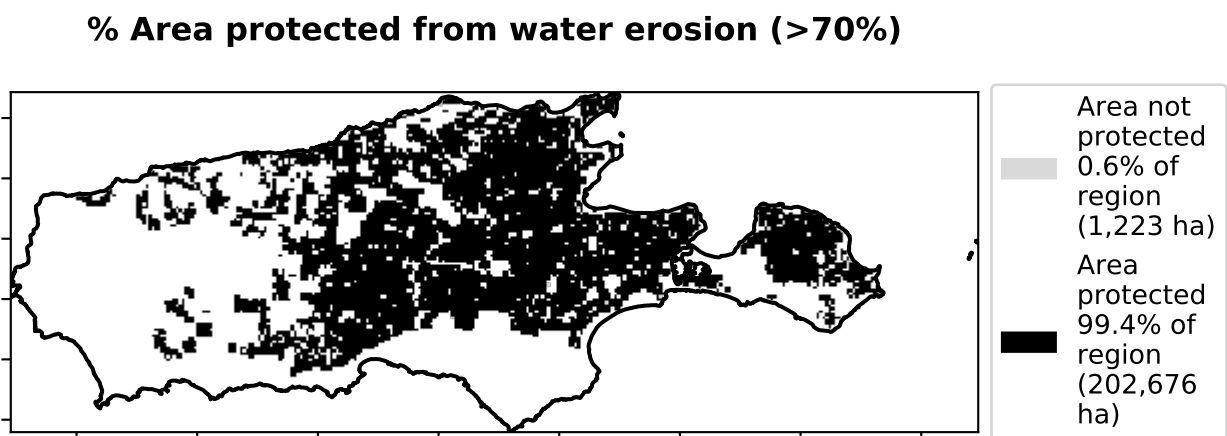 % Area protected from water erosion (>70%)
Area not
protected
0.6% of
region
(1,223 ha)
Area
protected
99.4% of
region
(202,676
ha)